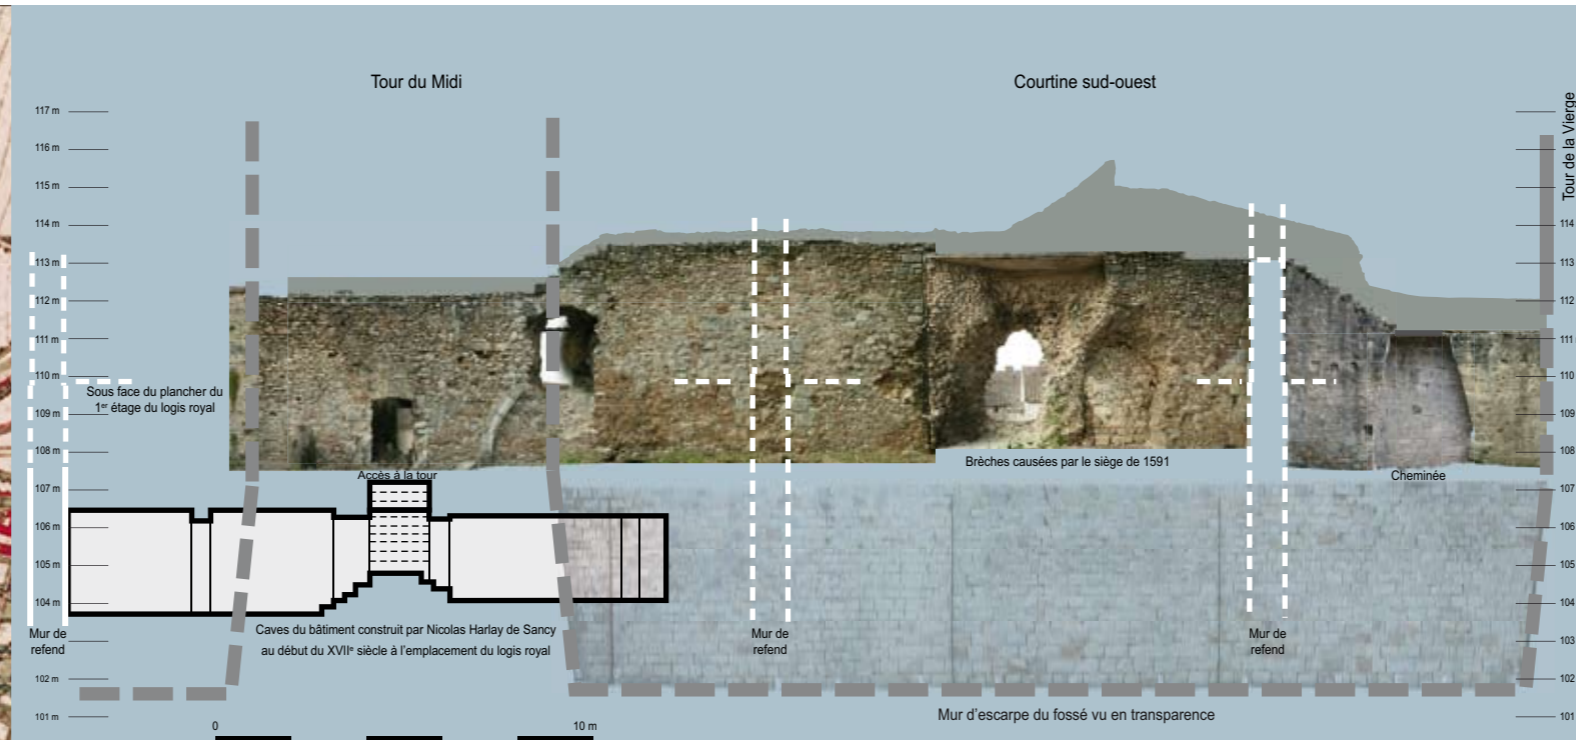 Tour du Midi
Courtine sud-ouest
Tour de la Vierge
117 m
116 m
115 m
114 m
113 m
112 m
111 m
110 m
109 m
108 m
107 m
106 m
105 m
104 m
102 m
101 m
114
113
112
111
110
109
108
107
106
105
104
103
102
101
Sous face du plancher du
1er étage du logis royal
Accès à la tour
Brèches causées par le siège de 1591
Cheminée
Mur de
refend
Caves du bâtiment construit par Nicolas Harlay de Sancy
au début du XVIIe siècle à l'emplacement du logis royal
Mur de
refend
Mur de
refend
Mur d'escarpe du fossé vu en transparence
0
10 m